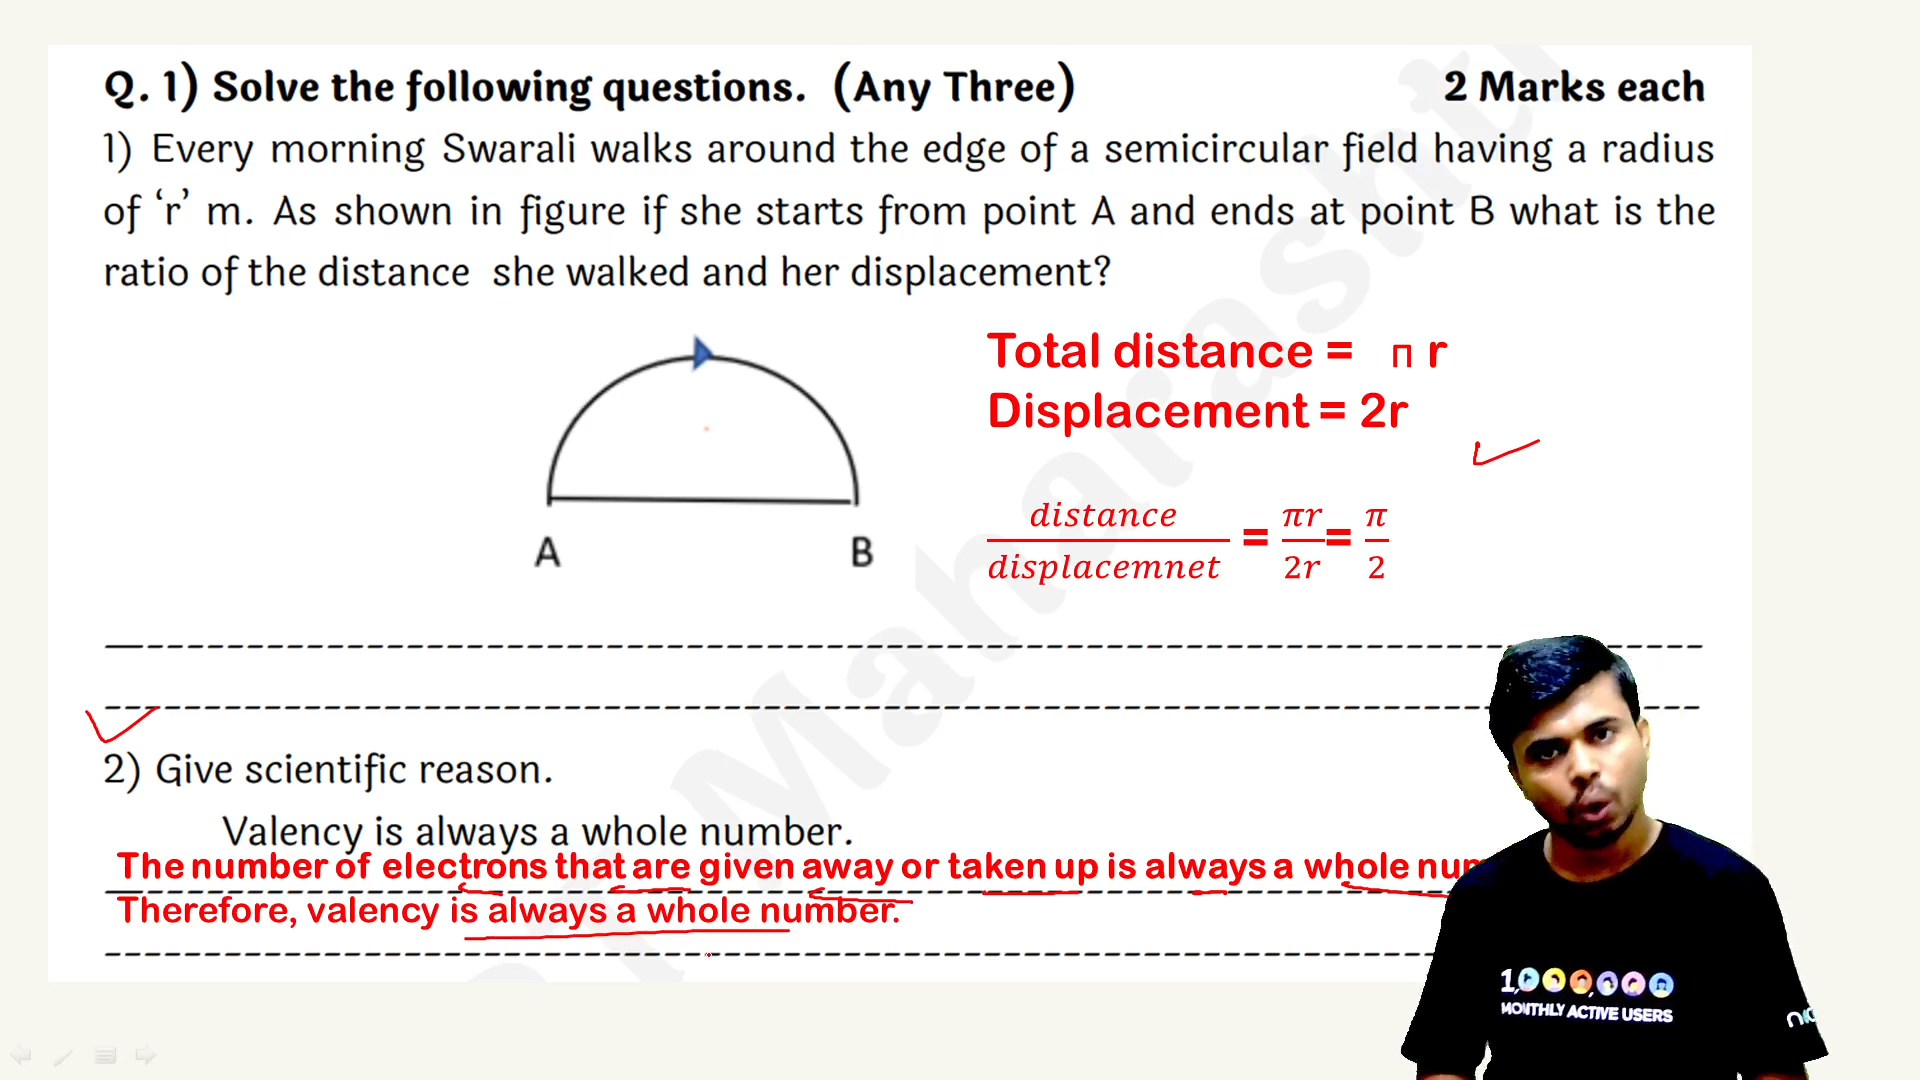 Q. 1) Solve the following questions. (Any Three) 2 Marks each
1) Every morning Swarali walks around the edge of a semicircular field having a radius
of ‘r’ m. As shown in figure if she starts from point A and ends at point B what is the
ratio of the distance she walked and her displacement?
Total distance = π r
Displacement = 2r
distance/displacemnet = πr/2r = π/2
A B
2) Give scientific reason.
Valency is always a whole number.
The number of electrons that are given away or taken up is always a whole
Therefore, valency is always a whole number.
1,000,000
MONTHLY ACTIVE USERS